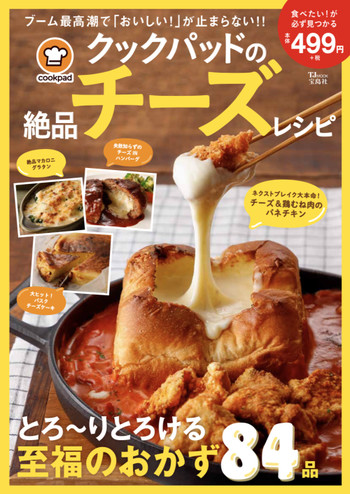 ブーム最高潮で「おいしい!」が止まらない!!
食べたい!が
必ず見つかる
本体499円
+税
cookpad
クックパッドの
TJ MOOK
宝島社
絶品チーズレシピ
絶品マカロニ
グラタン
失敗知らずの
チーズin
ハンバーグ
ネクストブレイク大本命!
チーズ&鶏むね肉の
パネチキン
大ヒット!
バスク
チーズケーキ
とろ〜りとろける
至福のおかず84品